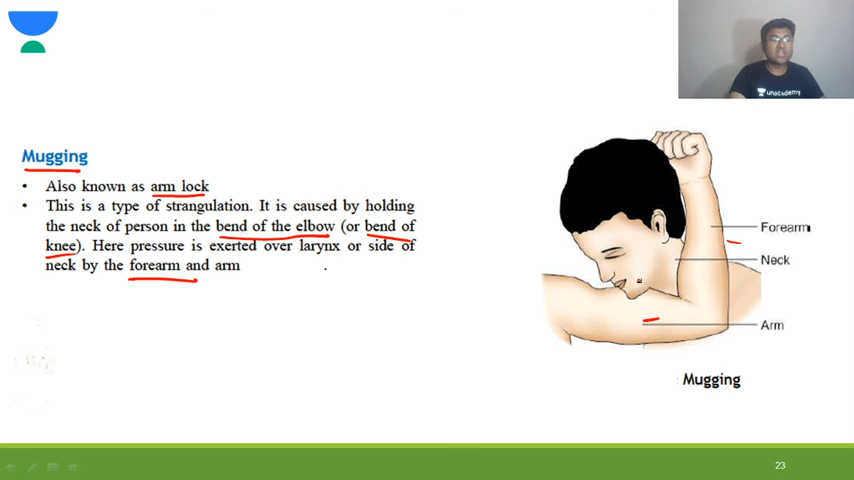 unacademy
Mugging
• Also known as arm lock
• This is a type of strangulation. It is caused by holding
the neck of person in the bend of the elbow (or bend of
knee). Here pressure is exerted over larynx or side of
neck by the forearm and arm
Forearm
Neck
Arm
Mugging
23